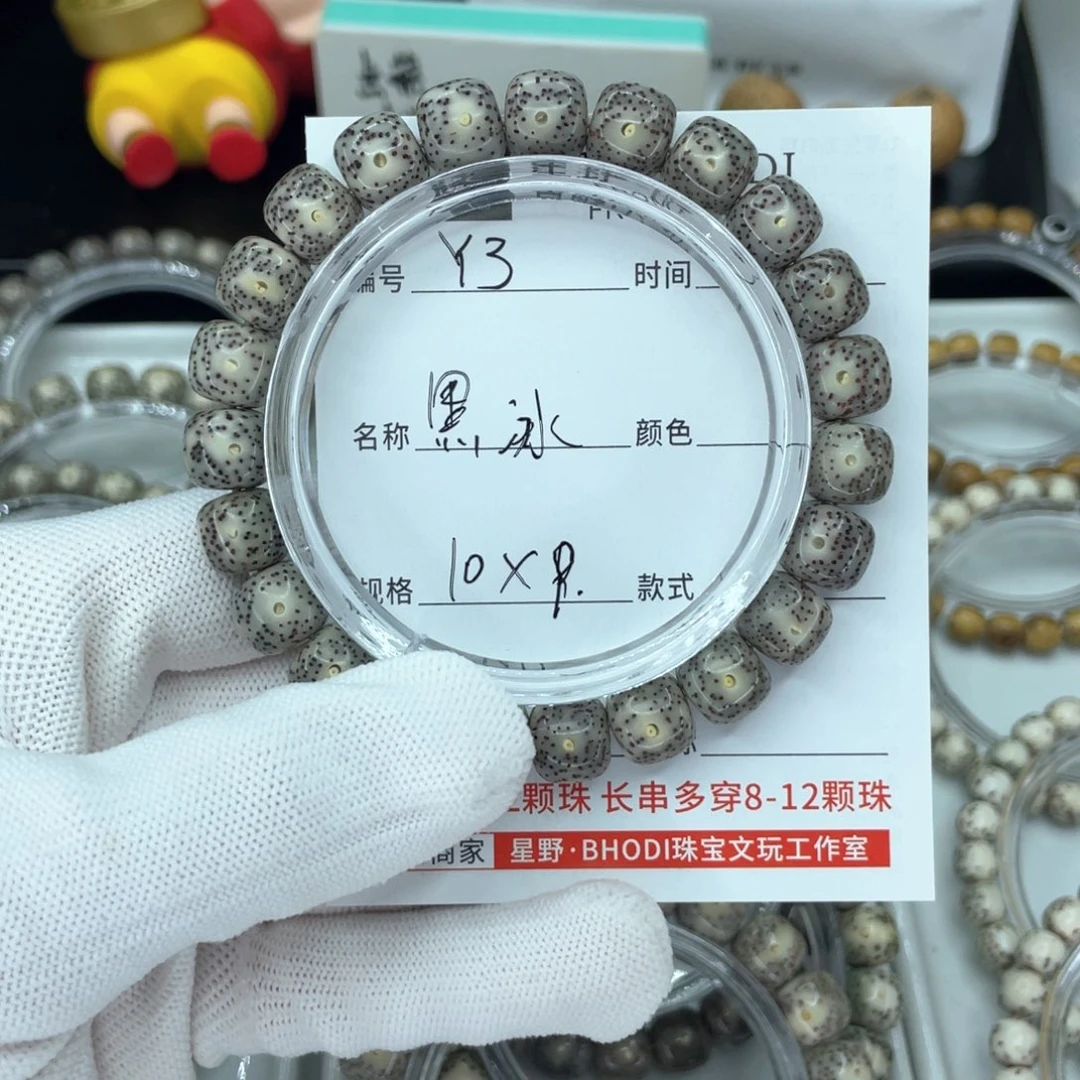 编号 Y3 时间
名称 黑冰 颜色
规格 10×8. 款式
颗珠 长串多穿8-12颗珠
商家 星野·BHODI珠宝文玩工作室